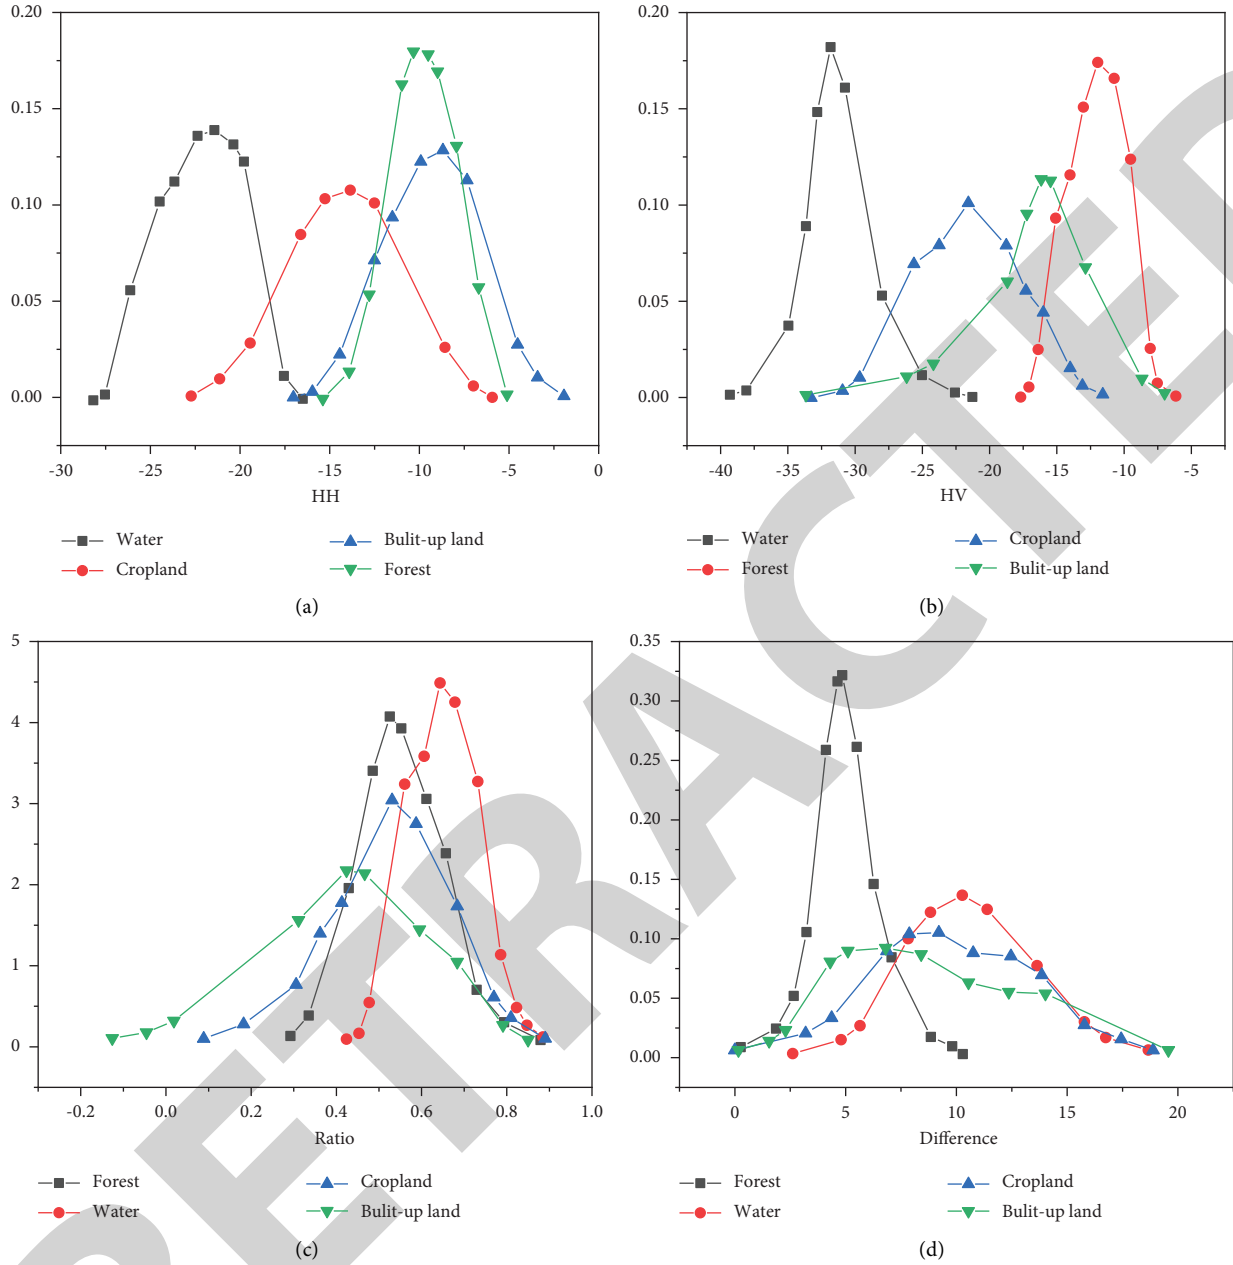 0.20
0.15
0.10
0.05
0.00
-30 -25 -20 -15 -10 -5 0
HH
Water Bulit-up land
Cropland Forest
(a)
0.20
0.15
0.10
0.05
0.00
-40 -35 -30 -25 -20 -15 -10 -5
HV
Water Cropland
Forest Bulit-up land
(b)
5
4
3
2
1
0
-0.2 0.0 0.2 0.4 0.6 0.8 1.0
Ratio
Forest Cropland
Water Bulit-up land
(c)
0.35
0.30
0.25
0.20
0.15
0.10
0.05
0.00
0 5 10 15 20
Difference
Forest Cropland
Water Bulit-up land
(d)
RETRACTED